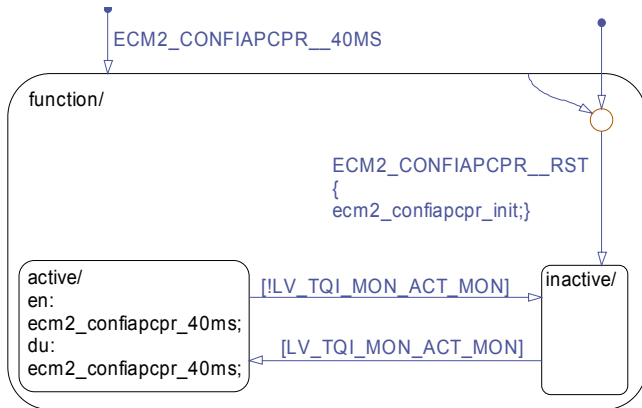 ECM2_CONFIAPCPR__40MS
function/
ECM2_CONFIAPCPR__RST
{
ecm2_confiapcpr_init;}
active/
en:
ecm2_confiapcpr_40ms;
du:
ecm2_confiapcpr_40ms;
[!LV_TQI_MON_ACT_MON]
[LV_TQI_MON_ACT_MON]
inactive/